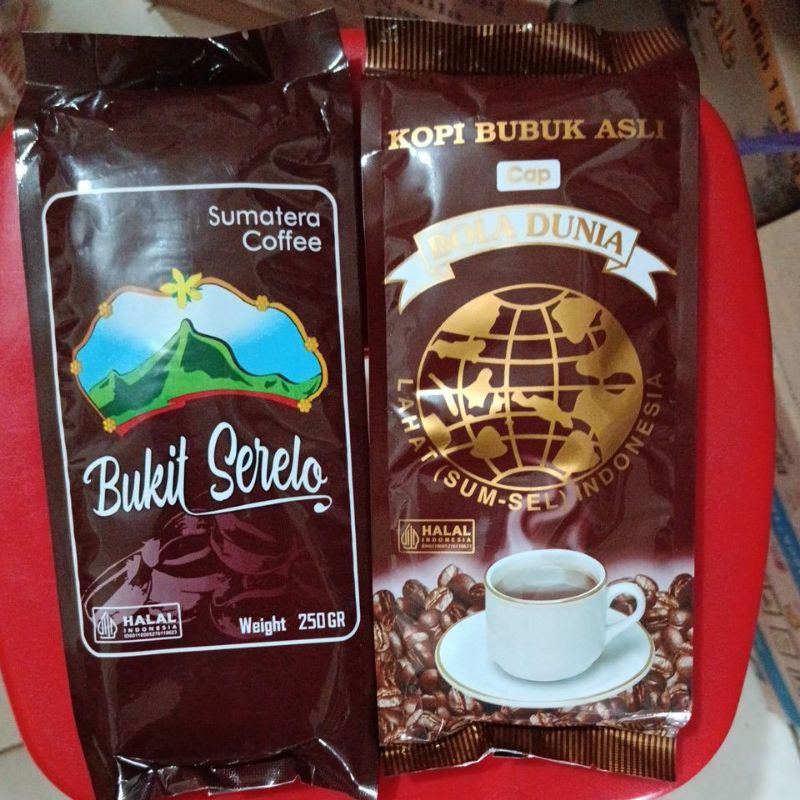 Sumatera
Coffee
Bukit Serelo
HALAL
INDONESIA
Weight 250GR
KOPI BUBUK ASLI
Cap
BOLA DUNIA
LAHAT (SUM-SEL) INDONESIA
HALAL
INDONESIA